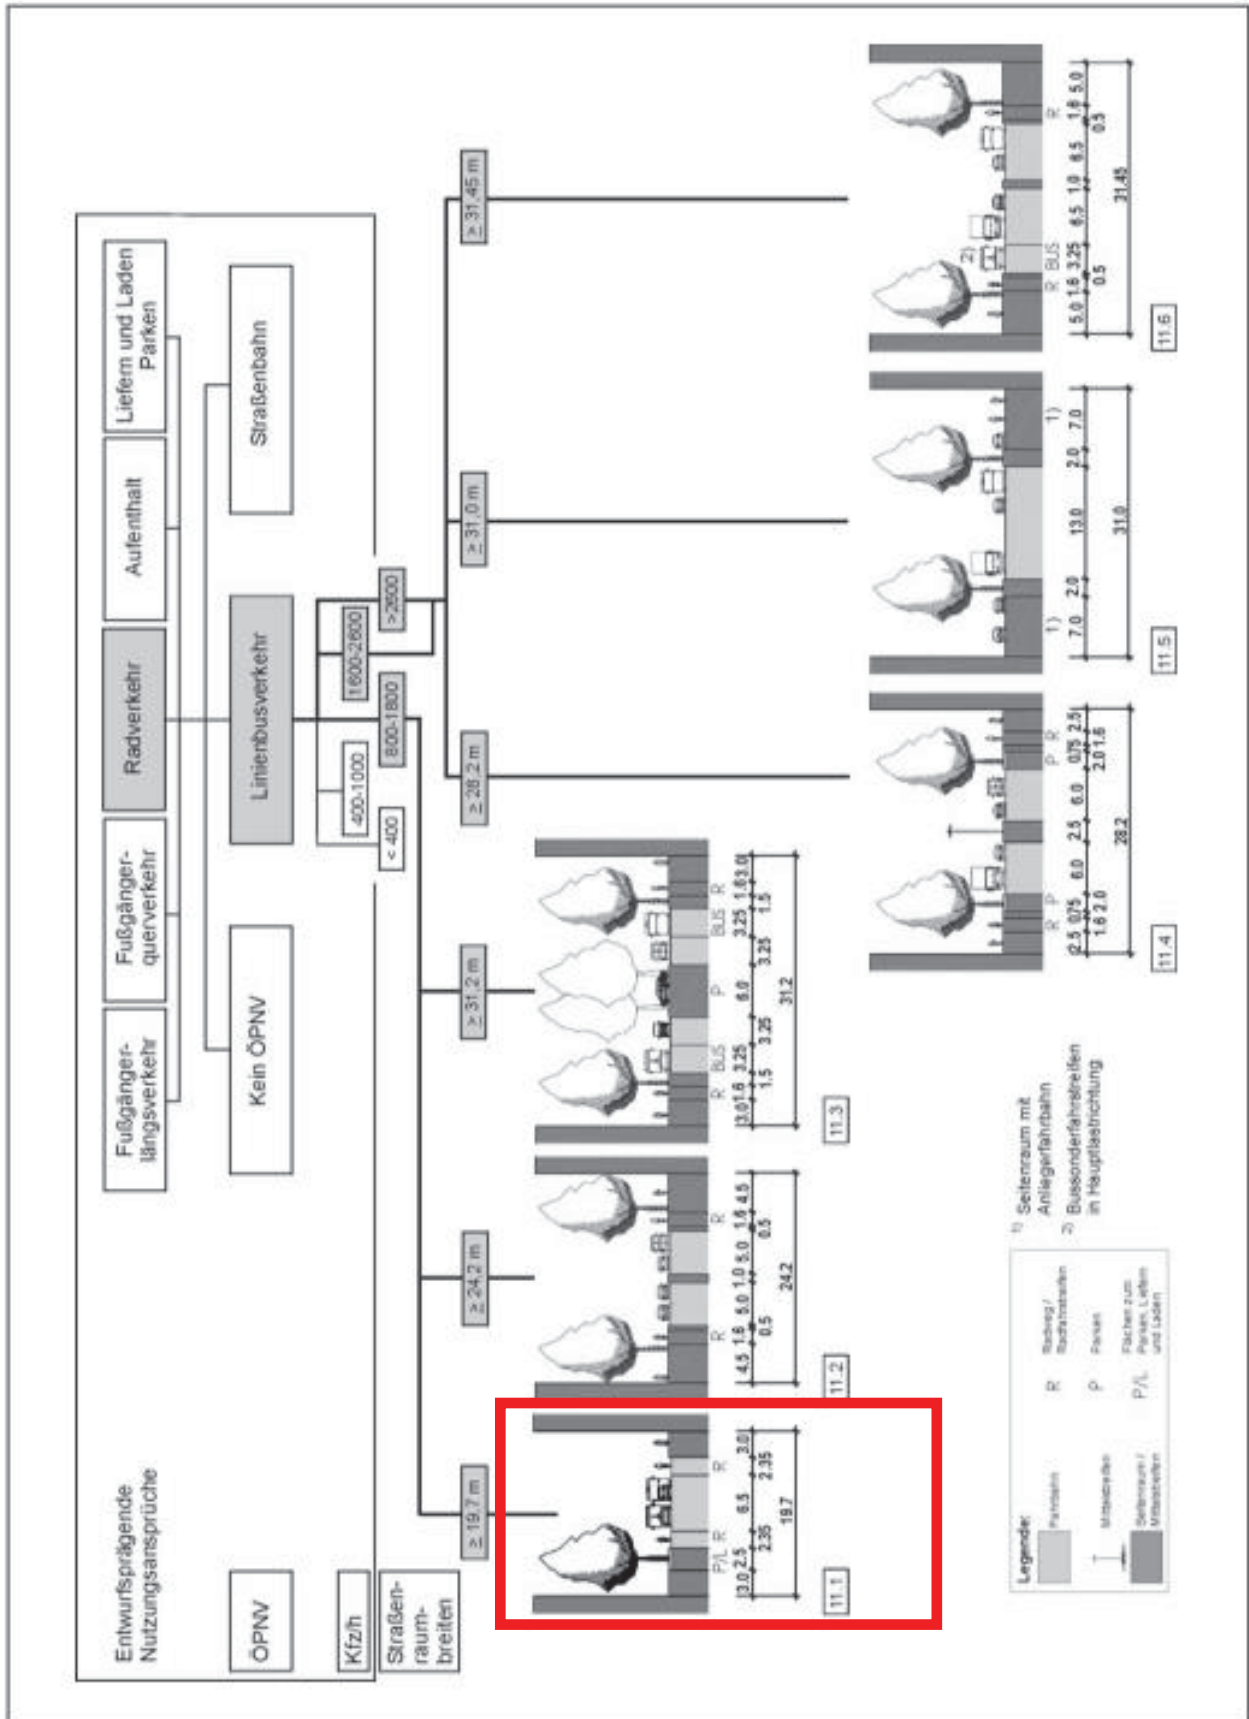 Entwurfsprägende
Nutzungsansprüche
Fußgänger-
längsverkehr
Fußgänger-
querverkehr
Radverkehr
Aufenthalt
Liefern und Laden
Parken
ÖPNV
Kein ÖPNV
Linienbusverkehr
Straßenbahn
Kfz/h
< 400
400-1000
800-1800
1600-2600
>2600
Straßen-
raum-
breiten
≥ 19,7 m
≥ 24,2 m
≥ 31,2 m
≥ 28,2 m
≥ 31,0 m
≥ 31,45 m
P/L R R
3.0 2.5 6.5 3.0
2.35 2.35
19.7
11.1
R R
4.5 1.6 5.0 1.0 5.0 1.6 4.5
0.5 0.5
24.2
11.2
R BUS P BUS R
3.0 1.6 3.25 6.0 3.25 1.6 3.0
1.5 3.25 3.25 1.5
31.2
11.3
R P P R
2.5 0.75 6.0 2.5 6.0 0.75 2.5
1.6 2.0 2.0 1.6
28.2
11.4
1) 1)
7.0 2.0 13.0 2.0 7.0
31.0
11.5
2)
R BUS R
5.0 1.6 3.25 6.5 1.0 6.5 1.6 5.0
0.5 0.5
31.45
11.6
Legende:
Fahrbahn
Mittelstreifen
Seitenraum /
Mittelstreifen
R Radweg /
Radfahrstreifen
P Parken
P/L Flächen zum
Parken, Liefern
und Laden
1) Seitenraum mit
Anliegerfahrbahn
2) Bussonderfahrstreifen
in Hauptlastrichtung